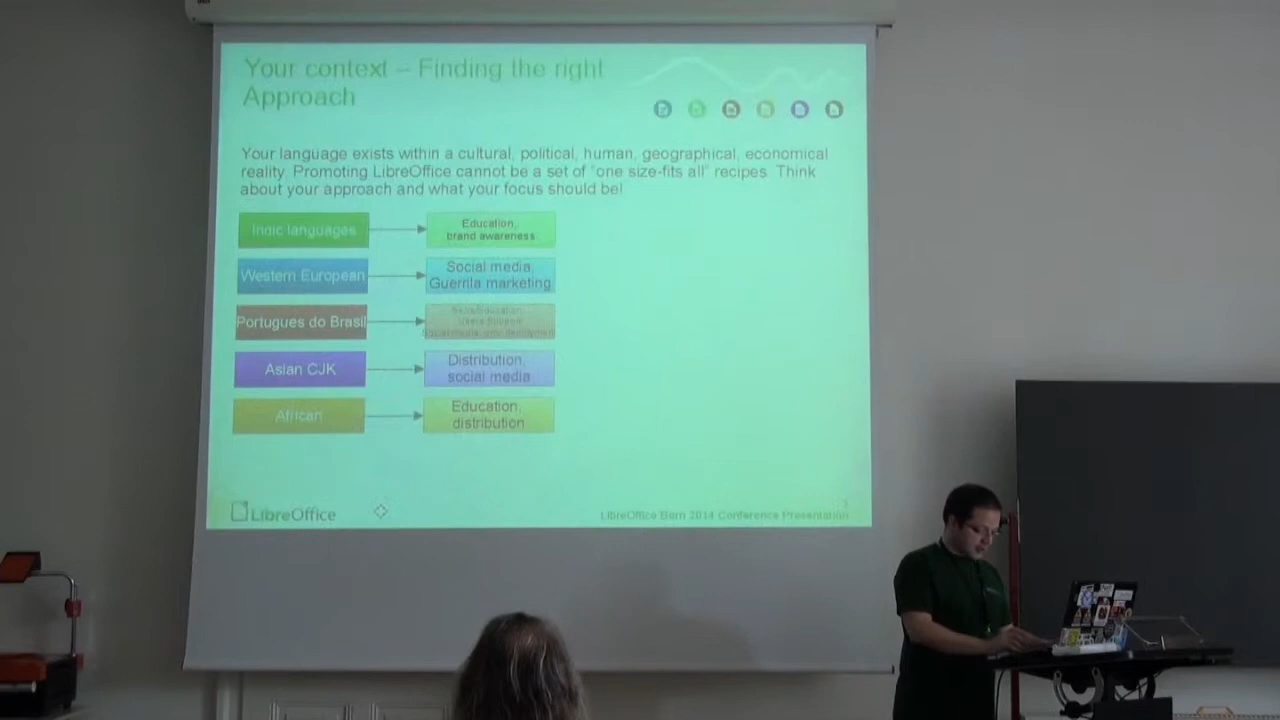 Your context – Finding the right
Approach
Your language exists within a cultural, political, human, geographical, economical
reality. Promoting LibreOffice cannot be a set of "one size-fits all" recipes. Think
about your approach and what your focus should be!
Indic languages
Education,
brand awareness
Western European
Social media,
Guerrilla marketing
Portugues do Brasil
Asian CJK
Distribution,
social media
African
Education,
distribution
LibreOffice
LibreOffice Bern 2014 Conference Presentation